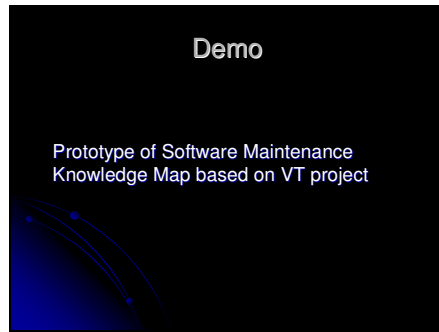 Demo
Prototype of Software Maintenance
Knowledge Map based on VT project